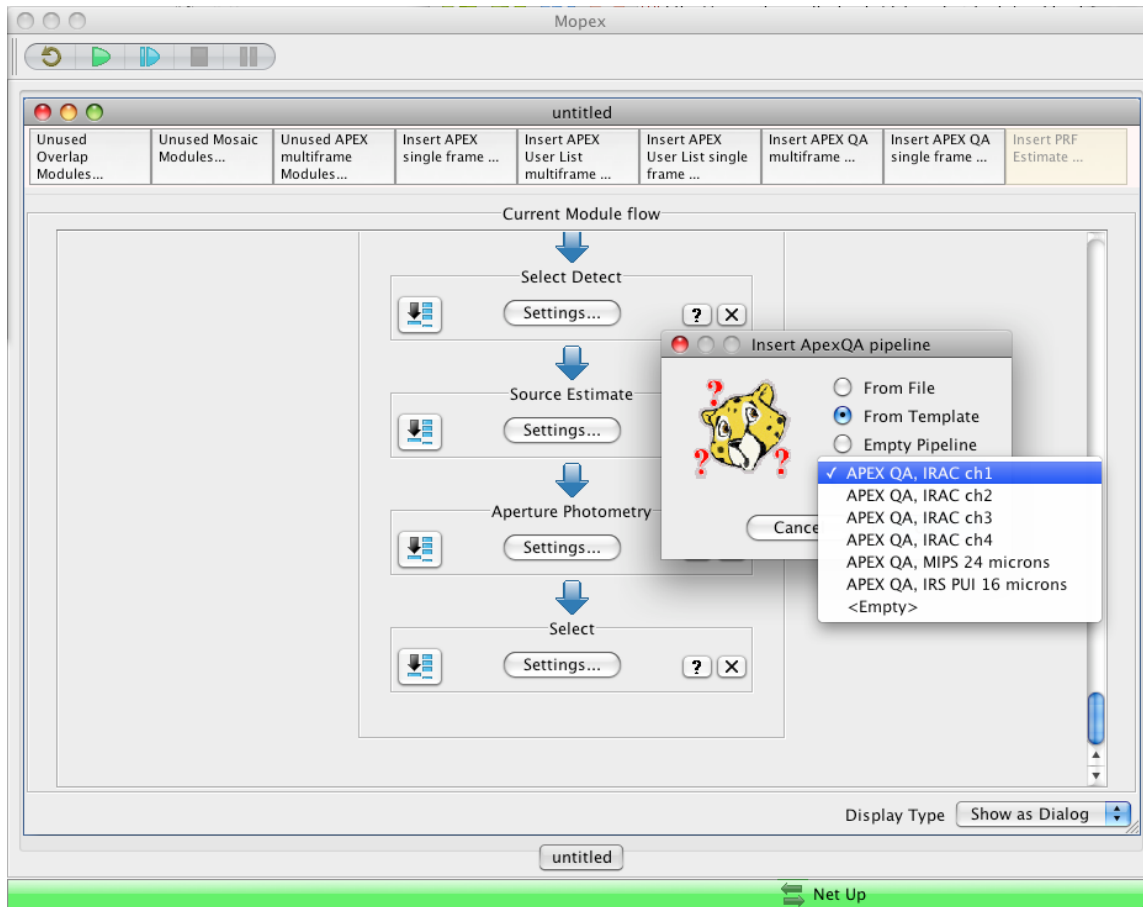 Mopex
untitled
Unused Overlap Modules...
Unused Mosaic Modules...
Unused APEX multiframe Modules...
Insert APEX single frame ...
Insert APEX User List multiframe ...
Insert APEX User List single frame ...
Insert APEX QA multiframe ...
Insert APEX QA single frame ...
Insert PRF Estimate ...
Current Module flow
Select Detect
Settings...
?
Source Estimate
Settings...
Aperture Photometry
Settings...
Select
Settings...
?
Insert ApexQA pipeline
? ? ?
From File
From Template
Empty Pipeline
✓ APEX QA, IRAC ch1
APEX QA, IRAC ch2
APEX QA, IRAC ch3
APEX QA, IRAC ch4
APEX QA, MIPS 24 microns
APEX QA, IRS PUI 16 microns
<Empty>
Cance
Display Type Show as Dialog
untitled
Net Up